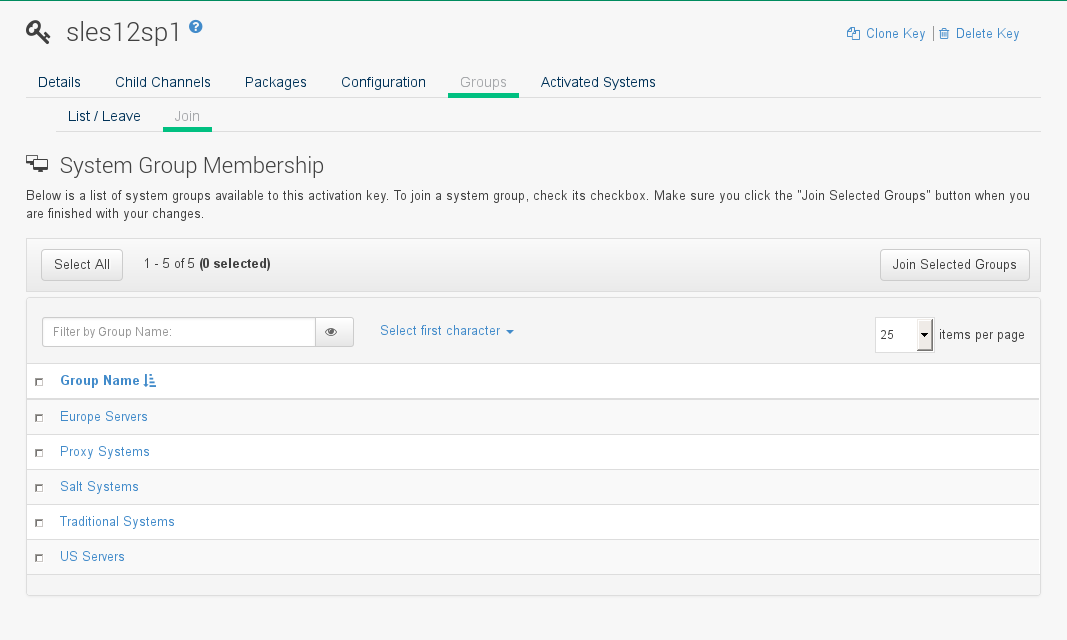 sles12sp1
Clone Key | Delete Key
Details Child Channels Packages Configuration Groups Activated Systems
List / Leave Join
System Group Membership
Below is a list of system groups available to this activation key. To join a system group, check its checkbox. Make sure you click the "Join Selected Groups" button when you
are finished with your changes.
Select All 1 - 5 of 5 (0 selected) Join Selected Groups
Filter by Group Name: Select first character 25 items per page
Group Name
Europe Servers
Proxy Systems
Salt Systems
Traditional Systems
US Servers